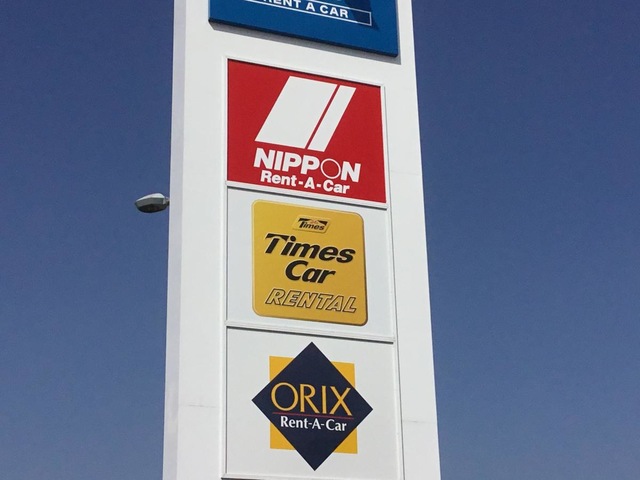 RENT A CAR
NIPPON
Rent-A-Car
Times
Times
Car
RENTAL
ORIX
Rent-A-Car